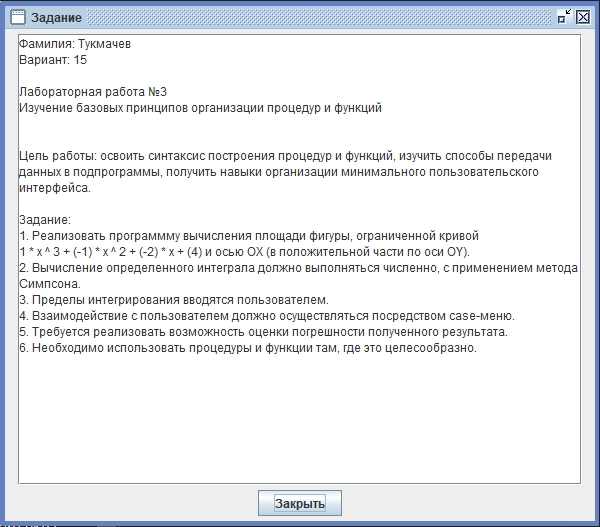 Задание
Фамилия: Тукмачев
Вариант: 15
Лабораторная работа №3
Изучение базовых принципов организации процедур и функций
Цель работы: освоить синтаксис построения процедур и функций, изучить способы передачи
данных в подпрограммы, получить навыки организации минимального пользовательского
интерфейса.
Задание:
1. Реализовать программму вычисления площади фигуры, ограниченной кривой
1 * x ^ 3 + (-1) * x ^ 2 + (-2) * x + (4) и осью OX (в положительной части по оси OY).
2. Вычисление определенного интеграла должно выполняться численно, с применением метода
Симпсона.
3. Пределы интегрирования вводятся пользователем.
4. Взаимодействие с пользователем должно осуществляться посредством case-меню.
5. Требуется реализовать возможность оценки погрешности полученного результата.
6. Необходимо использовать процедуры и функции там, где это целесообразно.
Закрыть